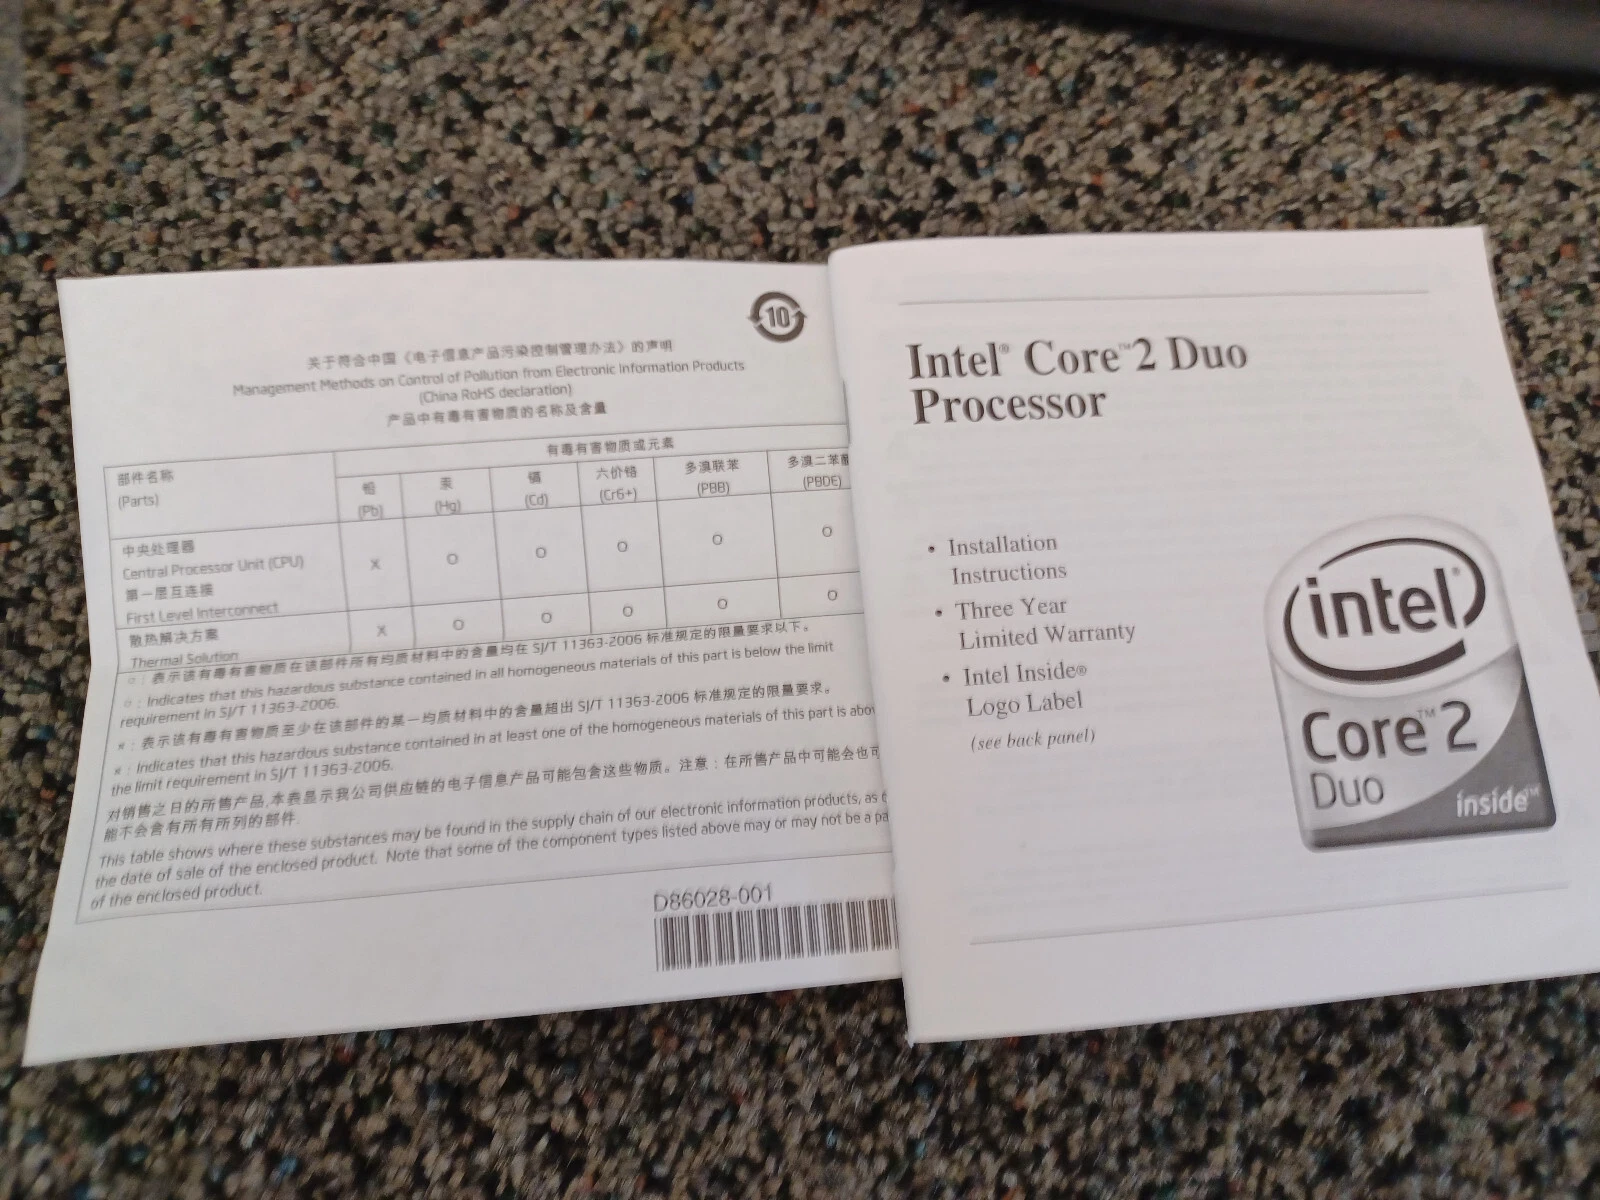 10
关于符合中国《电子信息产品污染控制管理办法》的声明
Management Methods on Control of Pollution from Electronic Information Products
(China RoHS declaration)
产品中有毒有害物质的名称及含量
部件名称
(Parts)
有毒有害物质或元素
铅
(Pb)
汞
(Hg)
镉
(Cd)
六价铬
(Cr6+)
多溴联苯
(PBB)
多溴二苯醚
(PBDE)
中央处理器
Central Processor Unit (CPU)
第一层互连接
First Level Interconnect
X O O O O O
散热解决方案
Thermal Solution
X O O O O O
○ : 表示该有毒有害物质在该部件所有均质材料中的含量均在 SJ/T 11363-2006 标准规定的限量要求以下。
○ : Indicates that this hazardous substance contained in all homogeneous materials of this part is below the limit
requirement in SJ/T 11363-2006.
× : 表示该有毒有害物质至少在该部件的某一均质材料中的含量超出 SJ/T 11363-2006 标准规定的限量要求。
× : Indicates that this hazardous substance contained in at least one of the homogeneous materials of this part is abov
the limit requirement in SJ/T 11363-2006.
对销售之日的所售产品,本表显示我公司供应链的电子信息产品可能包含这些物质。注意：在所售产品中可能会也可
能不会含有所有所列的部件.
This table shows where these substances may be found in the supply chain of our electronic information products, as
the date of sale of the enclosed product. Note that some of the component types listed above may or may not be a pa
of the enclosed product.
D86028-001
Intel® Core™2 Duo
Processor
• Installation
Instructions
• Three Year
Limited Warranty
• Intel Inside®
Logo Label
(see back panel)
intel®
Core™2
Duo
inside™